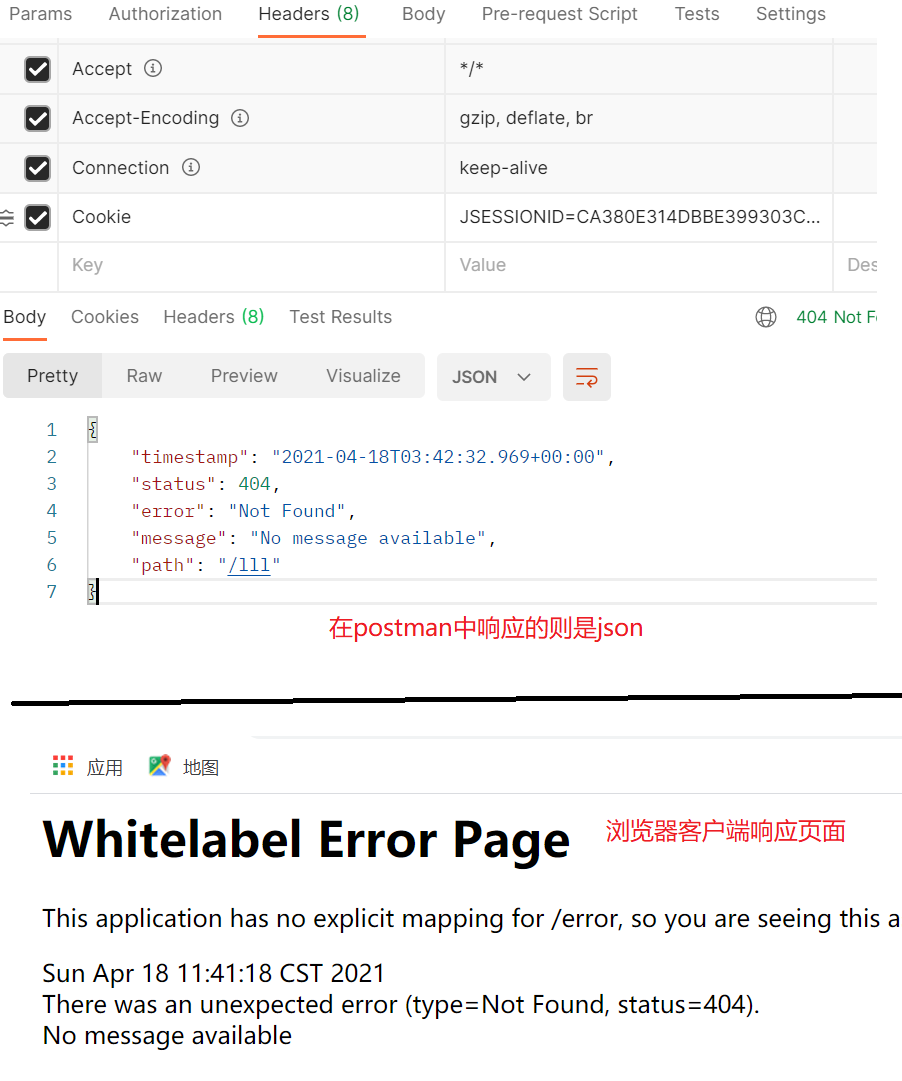 Params Authorization Headers (8) Body Pre-request Script Tests Settings
Accept */*
Accept-Encoding gzip, deflate, br
Connection keep-alive
Cookie JSESSIONID=CA380E314DBBE399303C...
Key Value Des
Body Cookies Headers (8) Test Results 404 Not F
Pretty Raw Preview Visualize JSON
1 {
2 "timestamp": "2021-04-18T03:42:32.969+00:00",
3 "status": 404,
4 "error": "Not Found",
5 "message": "No message available",
6 "path": "/lll"
7 }
在postman中响应的则是json
应用 地图
Whitelabel Error Page 浏览器客户端响应页面
This application has no explicit mapping for /error, so you are seeing this a
Sun Apr 18 11:41:18 CST 2021
There was an unexpected error (type=Not Found, status=404).
No message available